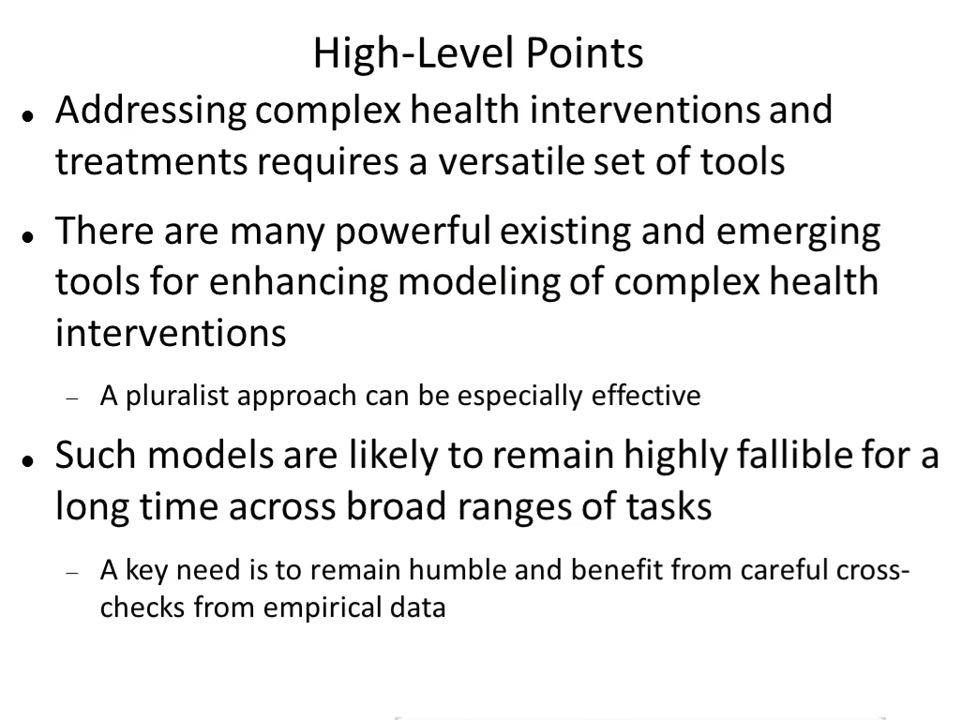 High-Level Points
• Addressing complex health interventions and
treatments requires a versatile set of tools
• There are many powerful existing and emerging
tools for enhancing modeling of complex health
interventions
– A pluralist approach can be especially effective
• Such models are likely to remain highly fallible for a
long time across broad ranges of tasks
– A key need is to remain humble and benefit from careful cross-
checks from empirical data